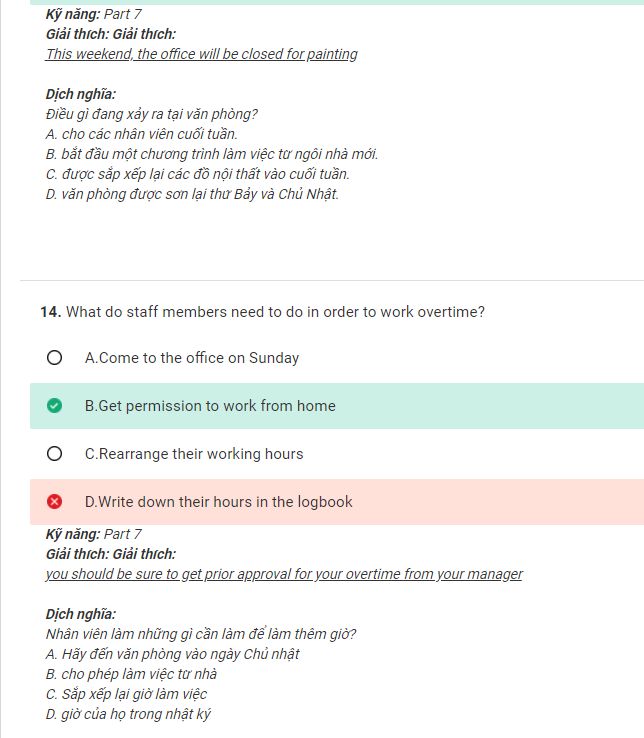 Kỹ năng: Part 7
Giải thích: Giải thích:
This weekend, the office will be closed for painting
Dịch nghĩa:
Điều gì đang xảy ra tại văn phòng?
A. cho các nhân viên cuối tuần.
B. bắt đầu một chương trình làm việc từ ngôi nhà mới.
C. được sắp xếp lại các đồ nội thất vào cuối tuần.
D. văn phòng được sơn lại thứ Bảy và Chủ Nhật.
14. What do staff members need to do in order to work overtime?
A.Come to the office on Sunday
B.Get permission to work from home
C.Rearrange their working hours
D.Write down their hours in the logbook
Kỹ năng: Part 7
Giải thích: Giải thích:
you should be sure to get prior approval for your overtime from your manager
Dịch nghĩa:
Nhân viên làm những gì cần làm để làm thêm giờ?
A. Hãy đến văn phòng vào ngày Chủ nhật
B. cho phép làm việc từ nhà
C. Sắp xếp lại giờ làm việc
D. giờ của họ trong nhật ký